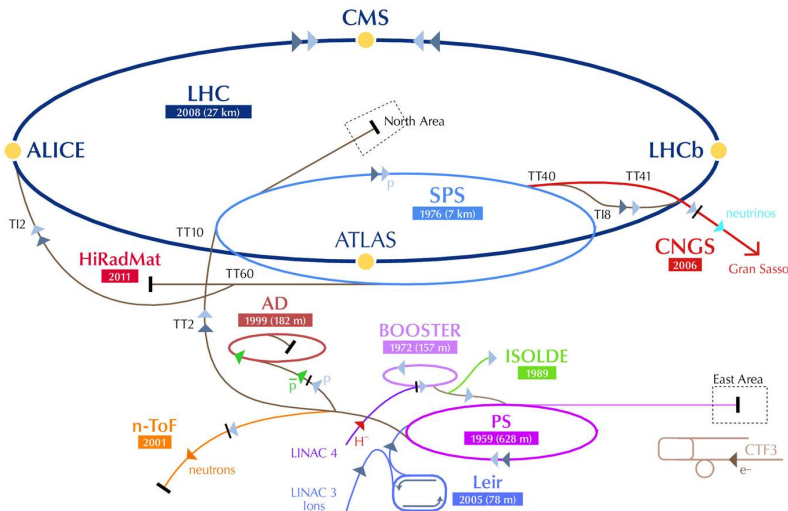 CMS
LHC
2008 (27 km)
North Area
ALICE
LHCb
TT40
TT41
p
SPS
1976 (7 km)
TI2
TI8
neutrinos
TT10
ATLAS
CNGS
2006
Gran Sasso
HiRadMat
2011
TT60
AD
1999 (182 m)
TT2
BOOSTER
1972 (157 m)
ISOLDE
1989
p̅
p
East Area
n-ToF
2001
PS
1959 (628 m)
H⁻
LINAC 4
neutrons
CTF3
e–
LINAC 3
Ions
Leir
2005 (78 m)